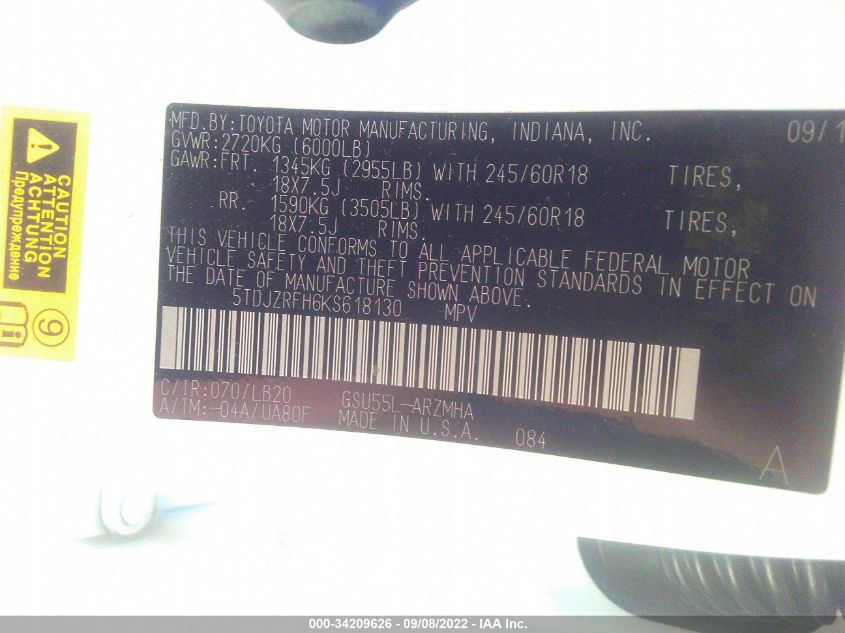 CAUTION
ATTENTION
ACHTUNG
Предупреждение
9
MFD.BY:TOYOTA MOTOR MANUFACTURING, INDIANA, INC. 09/1
GVWR:2720KG (6000LB)
GAWR:FRT. 1345KG (2955LB) WITH 245/60R18 TIRES,
18X7.5J RIMS.
RR. 1590KG (3505LB) WITH 245/60R18 TIRES,
18X7.5J RIMS.
THIS VEHICLE CONFORMS TO ALL APPLICABLE FEDERAL MOTOR
VEHICLE SAFETY AND THEFT PREVENTION STANDARDS IN EFFECT ON
THE DATE OF MANUFACTURE SHOWN ABOVE.
5TDJZRFH6KS618130 MPV
C/TR:070/LB20 GSU55L-ARZMHA
A/TM:-04A/UA80F MADE IN U.S.A. 084
A
000-34209626 - 09/08/2022 - IAA Inc.